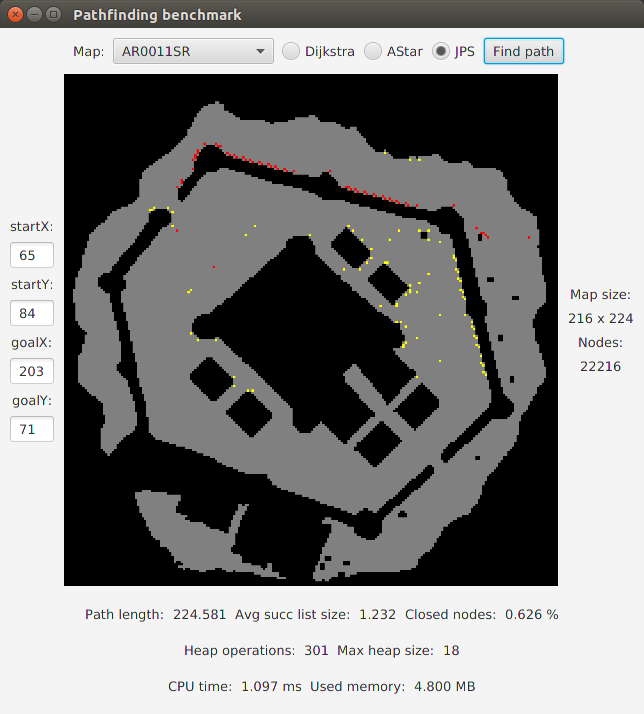 Pathfinding benchmark
Map: AR0011SR Dijkstra AStar JPS Find path
startX:
65
startY:
84
goalX:
203
goalY:
71
Map size:
216 x 224
Nodes:
22216
Path length: 224.581 Avg succ list size: 1.232 Closed nodes: 0.626 %
Heap operations: 301 Max heap size: 18
CPU time: 1.097 ms Used memory: 4.800 MB